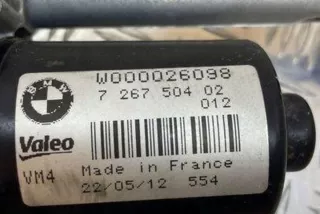 W000026098
BMW
7 267 504 02
012
Valeo
VM4
Made in France
22/05/12 554